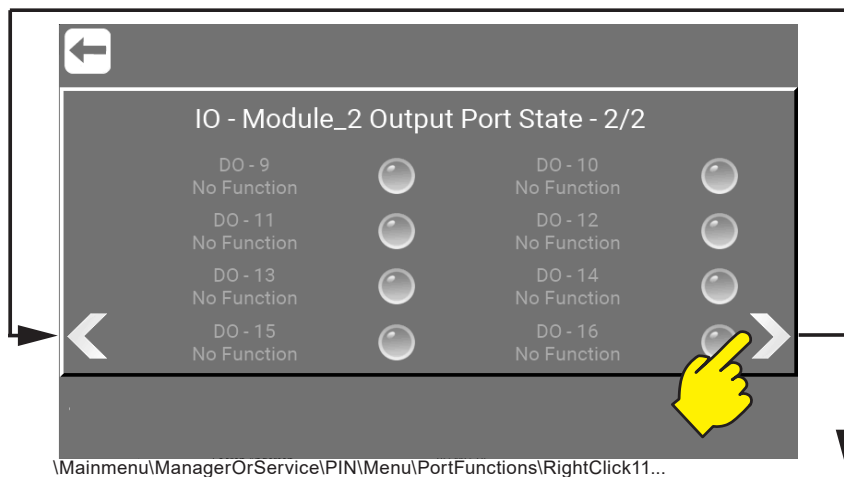 IO - Module_2 Output Port State - 2/2
DO - 9
No Function
DO - 10
No Function
DO - 11
No Function
DO - 12
No Function
DO - 13
No Function
DO - 14
No Function
DO - 15
No Function
DO - 16
No Function
\Mainmenu\ManagerOrService\PIN\Menu\PortFunctions\RightClick11...